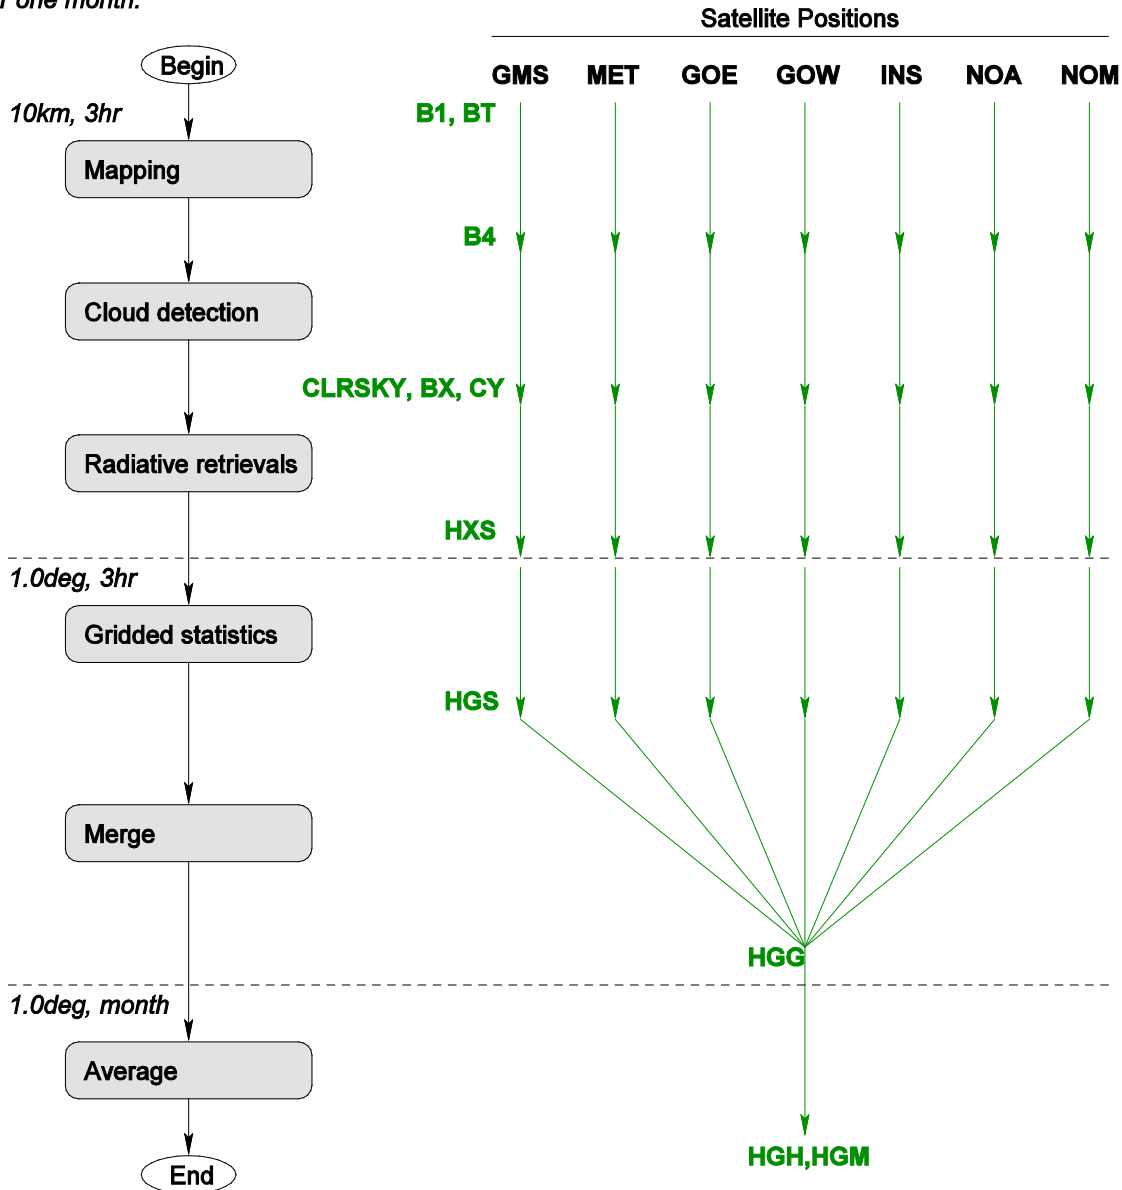 one month.
Satellite Positions
Begin
GMS MET GOE GOW INS NOA NOM
10km, 3hr
B1, BT
Mapping
B4
Cloud detection
CLRSKY, BX, CY
Radiative retrievals
HXS
1.0deg, 3hr
Gridded statistics
HGS
Merge
HGG
1.0deg, month
Average
HGH,HGM
End